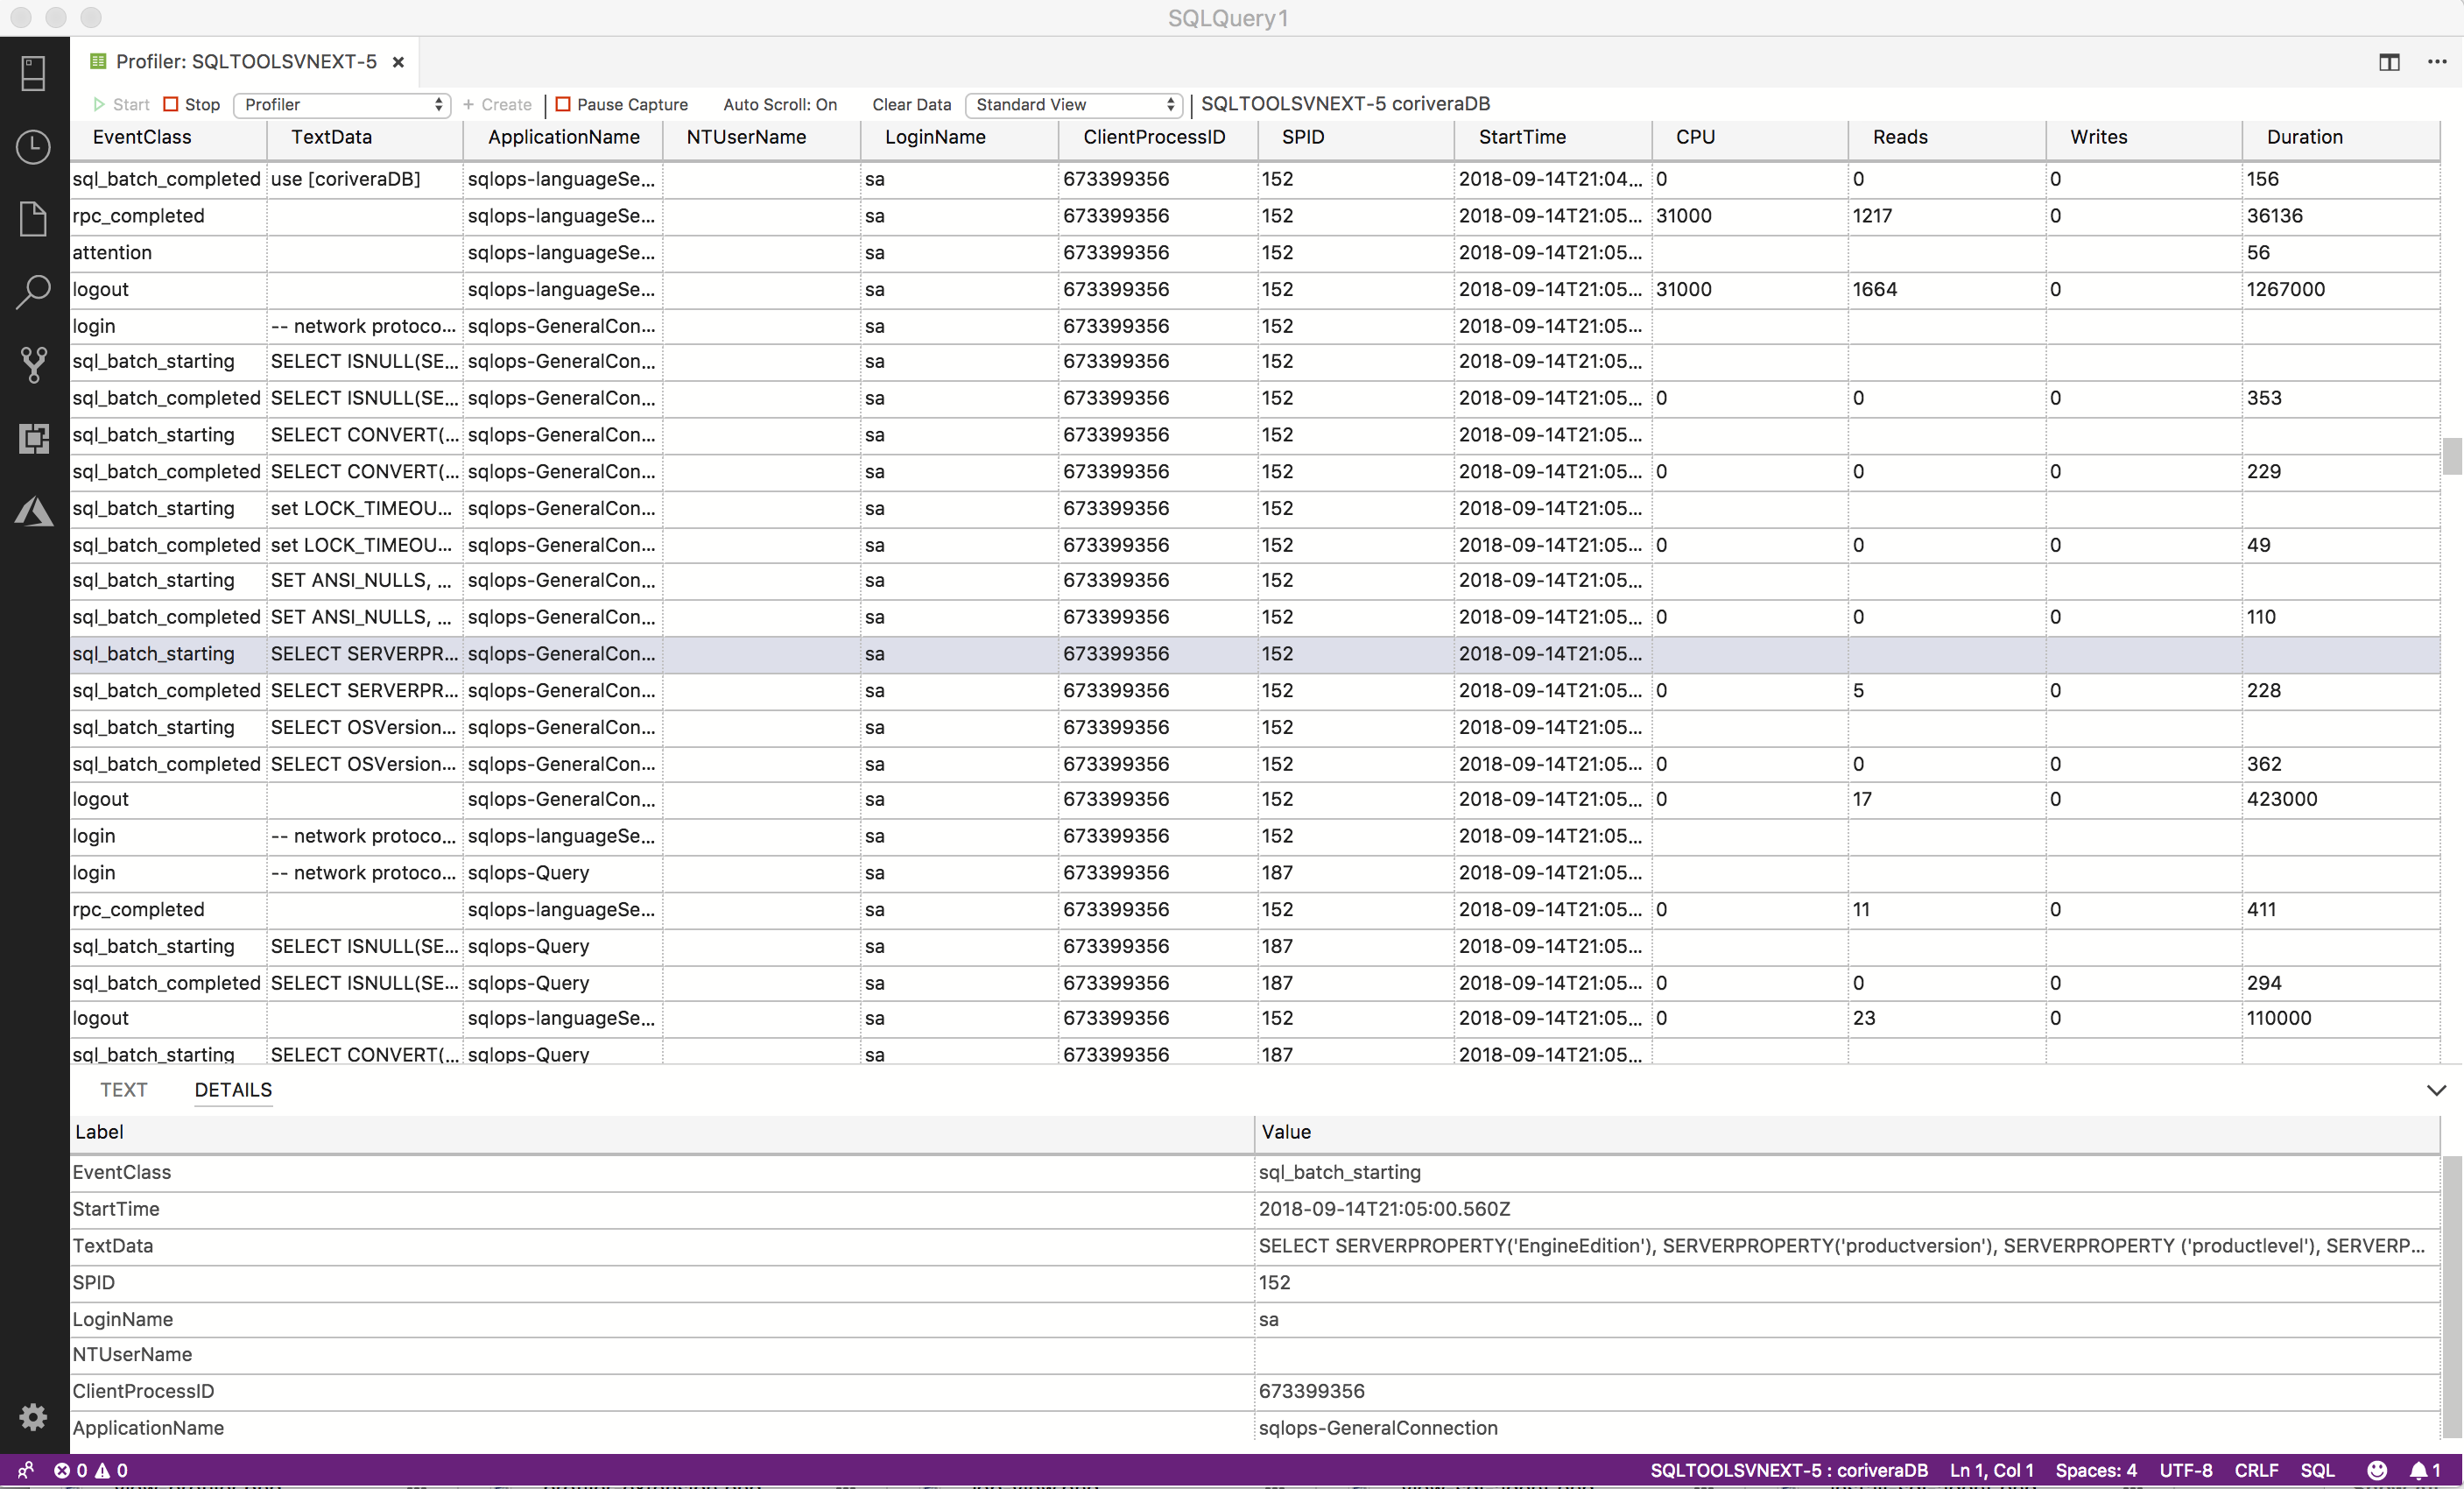 SQLQuery1
Profiler: SQLTOOLSVNEXT-5
Start Stop Profiler + Create Pause Capture Auto Scroll: On Clear Data Standard View SQLTOOLSVNEXT-5 coriveraDB
EventClass TextData ApplicationName NTUserName LoginName ClientProcessID SPID StartTime CPU Reads Writes Duration
sql_batch_completed use [coriveraDB] sqlops-languageSe... sa 673399356 152 2018-09-14T21:04... 0 0 0 156
rpc_completed sqlops-languageSe... sa 673399356 152 2018-09-14T21:05... 31000 1217 0 36136
attention sqlops-languageSe... sa 673399356 152 2018-09-14T21:05... 56
logout sqlops-languageSe... sa 673399356 152 2018-09-14T21:05... 31000 1664 0 1267000
login -- network protoco... sqlops-GeneralCon... sa 673399356 152 2018-09-14T21:05...
sql_batch_starting SELECT ISNULL(SE... sqlops-GeneralCon... sa 673399356 152 2018-09-14T21:05...
sql_batch_completed SELECT ISNULL(SE... sqlops-GeneralCon... sa 673399356 152 2018-09-14T21:05... 0 0 0 353
sql_batch_starting SELECT CONVERT(... sqlops-GeneralCon... sa 673399356 152 2018-09-14T21:05...
sql_batch_completed SELECT CONVERT(... sqlops-GeneralCon... sa 673399356 152 2018-09-14T21:05... 0 0 0 229
sql_batch_starting set LOCK_TIMEOU... sqlops-GeneralCon... sa 673399356 152 2018-09-14T21:05...
sql_batch_completed set LOCK_TIMEOU... sqlops-GeneralCon... sa 673399356 152 2018-09-14T21:05... 0 0 0 49
sql_batch_starting SET ANSI_NULLS, ... sqlops-GeneralCon... sa 673399356 152 2018-09-14T21:05...
sql_batch_completed SET ANSI_NULLS, ... sqlops-GeneralCon... sa 673399356 152 2018-09-14T21:05... 0 0 0 110
sql_batch_starting SELECT SERVERPR... sqlops-GeneralCon... sa 673399356 152 2018-09-14T21:05...
sql_batch_completed SELECT SERVERPR... sqlops-GeneralCon... sa 673399356 152 2018-09-14T21:05... 0 5 0 228
sql_batch_starting SELECT OSVersion... sqlops-GeneralCon... sa 673399356 152 2018-09-14T21:05...
sql_batch_completed SELECT OSVersion... sqlops-GeneralCon... sa 673399356 152 2018-09-14T21:05... 0 0 0 362
logout sqlops-GeneralCon... sa 673399356 152 2018-09-14T21:05... 0 17 0 423000
login -- network protoco... sqlops-languageSe... sa 673399356 152 2018-09-14T21:05...
login -- network protoco... sqlops-Query sa 673399356 187 2018-09-14T21:05...
rpc_completed sqlops-languageSe... sa 673399356 152 2018-09-14T21:05... 0 11 0 411
sql_batch_starting SELECT ISNULL(SE... sqlops-Query sa 673399356 187 2018-09-14T21:05...
sql_batch_completed SELECT ISNULL(SE... sqlops-Query sa 673399356 187 2018-09-14T21:05... 0 0 0 294
logout sqlops-languageSe... sa 673399356 152 2018-09-14T21:05... 0 23 0 110000
sql_batch_starting SELECT CONVERT(... sqlops-Query sa 673399356 187 2018-09-14T21:05...
TEXT DETAILS
Label Value
EventClass sql_batch_starting
StartTime 2018-09-14T21:05:00.560Z
TextData SELECT SERVERPROPERTY('EngineEdition'), SERVERPROPERTY('productversion'), SERVERPROPERTY ('productlevel'), SERVERP...
SPID 152
LoginName sa
NTUserName
ClientProcessID 673399356
ApplicationName sqlops-GeneralConnection
0 0 SQLTOOLSVNEXT-5 : coriveraDB Ln 1, Col 1 Spaces: 4 UTF-8 CRLF SQL 1